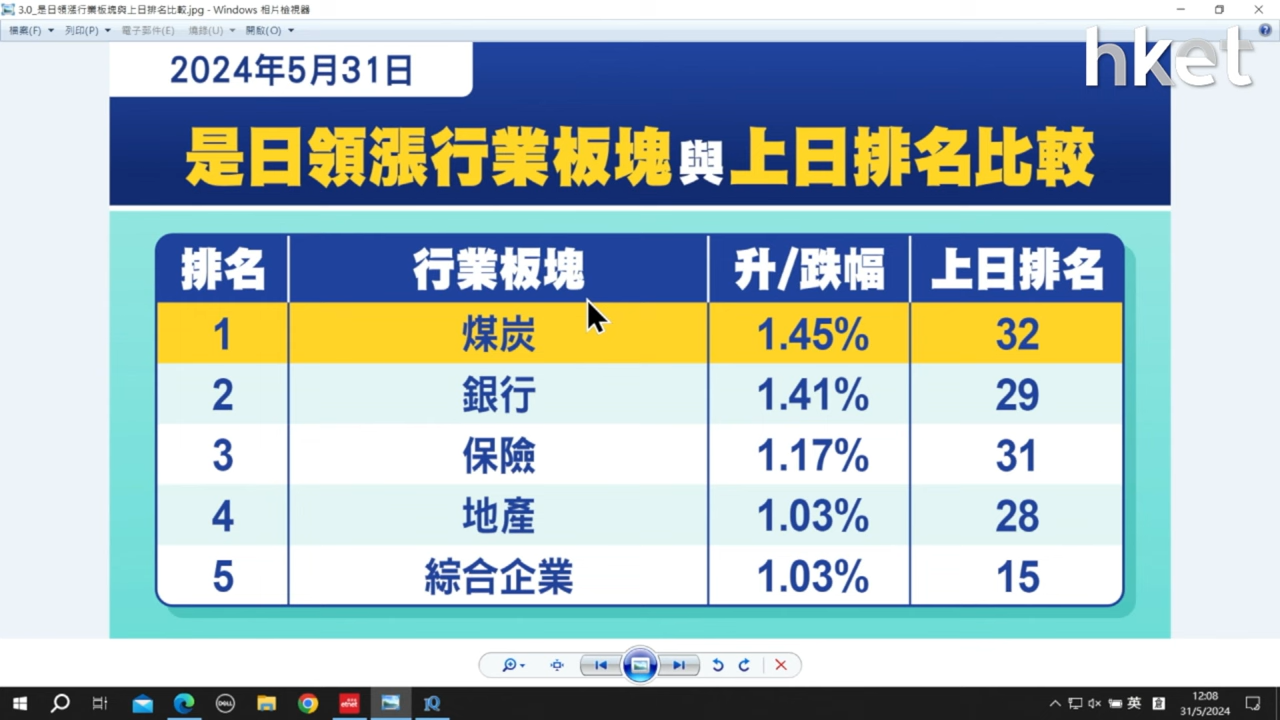 3.0_是日領漲行業板塊與上日排名比較.jpg - Windows 相片檢視器
檔案(F) 列印(P) 電子郵件(E) 燒錄(U) 開啟(O)
hket
2024年5月31日
是日領漲行業板塊與上日排名比較
排名 行業板塊 升/跌幅 上日排名
1 煤炭 1.45% 32
2 銀行 1.41% 29
3 保險 1.17% 31
4 地產 1.03% 28
5 綜合企業 1.03% 15
DELL
etnet
IQ
英
12:08
31/5/2024